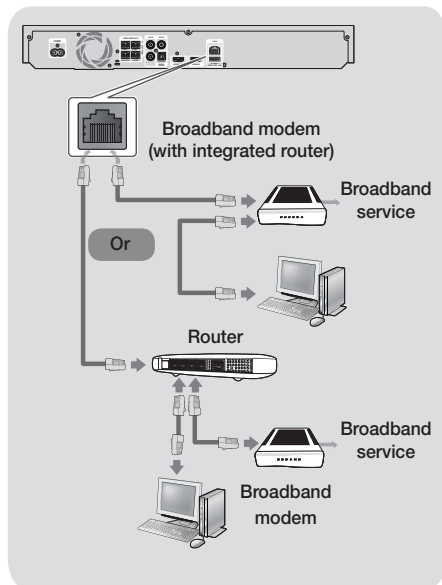 Broadband modem
(with integrated router)
Broadband
service
Or
Router
Broadband
service
Broadband
modem